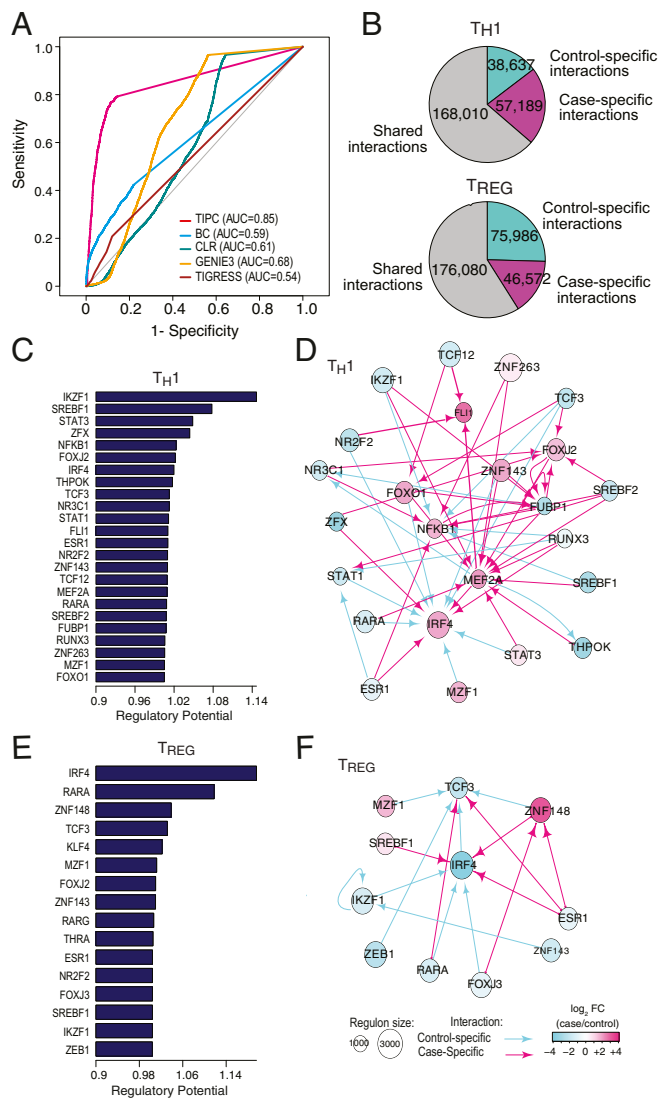 A
1.0
0.8
0.6
0.4
0.2
0.0
Sensitivity
TIPC (AUC=0.85)
BC (AUC=0.59)
CLR (AUC=0.61)
GENIE3 (AUC=0.68)
TIGRESS (AUC=0.54)
0
0.2
0.4
0.6
0.8
1.0
1- Specificity
B
TH1
38,637
Control-specific
interactions
57,189
Case-specific
interactions
168,010
Shared
interactions
TREG
Control-specific
interactions
75,986
176,080
Shared
interactions
46,572
Case-specific
interactions
C
TH1
IKZF1
SREBF1
STAT3
ZFX
NFKB1
FOXJ2
IRF4
THPOK
TCF3
NR3C1
STAT1
FLI1
ESR1
NR2F2
ZNF143
TCF12
MEF2A
RARA
SREBF2
FUBP1
RUNX3
ZNF263
MZF1
FOXO1
0.9 0.96 1.02 1.08 1.14
Regulatory Potential
D
TH1
TCF12
IKZF1
ZNF263
TCF3
FLI1
NR2F2
FOXJ2
NR3C1
ZNF143
FOXO1
SREBF2
FUBP1
ZFX
NFKB1
RUNX3
STAT1
MEF2A
SREBF1
RARA
IRF4
THPOK
STAT3
ESR1
MZF1
E
TREG
IRF4
RARA
ZNF148
TCF3
KLF4
MZF1
FOXJ2
ZNF143
RARG
THRA
ESR1
NR2F2
FOXJ3
SREBF1
IKZF1
ZEB1
0.9 0.98 1.06 1.14
Regulatory Potential
F
TREG
TCF3
MZF1
ZNF148
SREBF1
IRF4
IKZF1
ESR1
ZEB1
ZNF143
RARA
FOXJ3
Regulon size:
1000
3000
Interaction:
Control-specific
Case-Specific
log2 FC
(case/control)
−4 −2 0 +2 +4